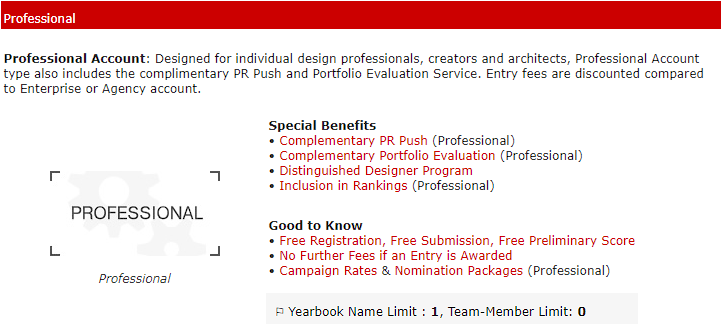 Professional
Professional Account: Designed for individual design professionals, creators and architects, Professional Account
type also includes the complimentary PR Push and Portfolio Evaluation Service. Entry fees are discounted compared
to Enterprise or Agency account.
PROFESSIONAL
Professional
Special Benefits
• Complementary PR Push (Professional)
• Complementary Portfolio Evaluation (Professional)
• Distinguished Designer Program
• Inclusion in Rankings (Professional)
Good to Know
• Free Registration, Free Submission, Free Preliminary Score
• No Further Fees if an Entry is Awarded
• Campaign Rates & Nomination Packages (Professional)
⚐ Yearbook Name Limit : 1, Team-Member Limit: 0